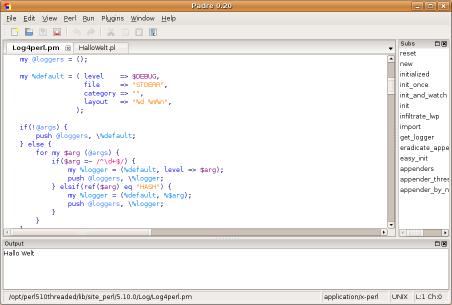 Padre 0.20
File Edit View Perl Run Plugins Window Help
Log4perl.pm HalloWelt.pl
my @loggers = ();
my %default = ( level => $DEBUG,
file => "STDERR",
category => "",
layout => "%d %m%n",
);
if(!@args) {
push @loggers, \%default;
} else {
for my $arg (@args) {
if($arg =~ /^\d+$/) {
my %logger = (%default, level => $arg);
push @loggers, \%logger;
} elsif(ref($arg) eq "HASH") {
my %logger = (%default, %$arg);
push @loggers, \%logger;
}
}
}
Subs
reset
new
initialized
init_once
init_and_watch
init
infiltrate_lwp
import
get_logger
eradicate_appe
easy_init
appenders
appender_thres
appender_by_n
Output
Hallo Welt
/opt/perl510threaded/lib/site_perl/5.10.0/Log/Log4perl.pm application/x-perl UNIX L: 1 Ch:0